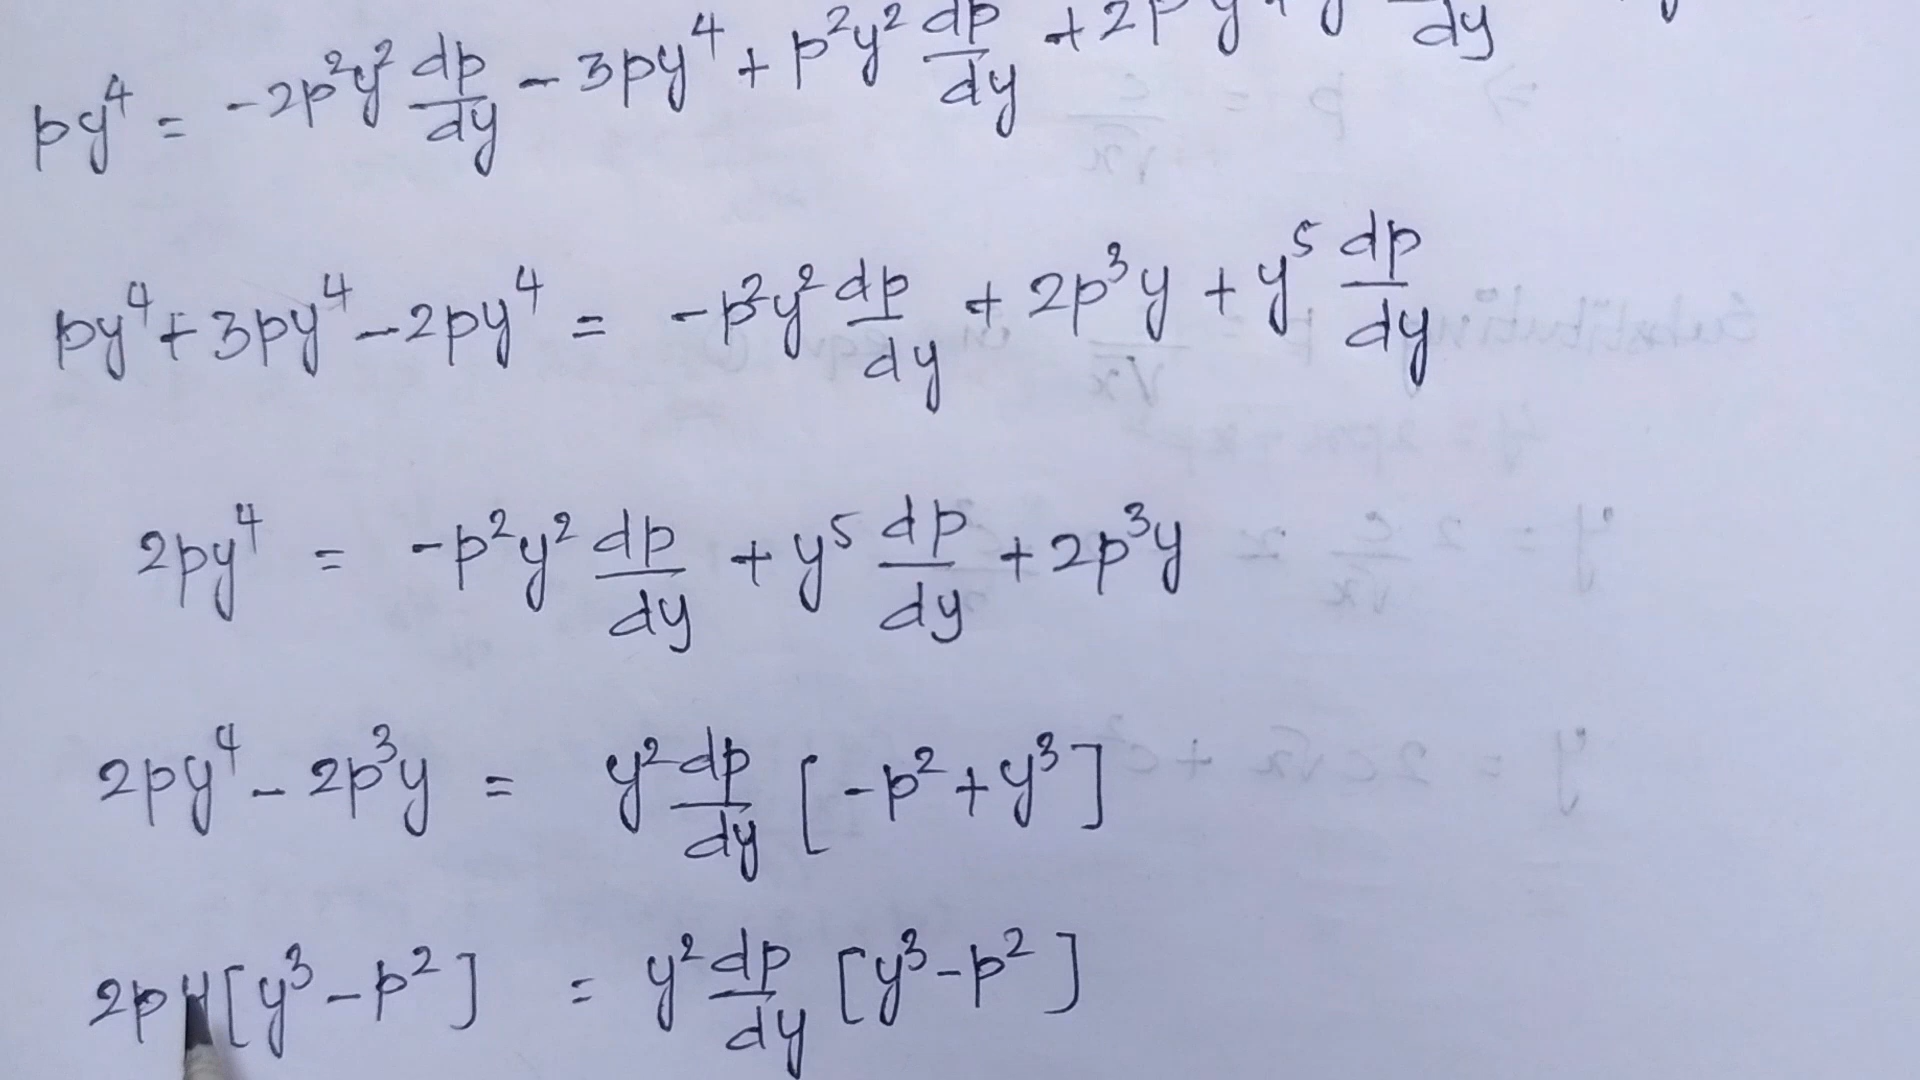 py⁴ = -2p²y² dp/dy - 3py⁴ + p²y² dp/dy + 2p
py⁴ + 3py⁴ - 2py⁴ = -p²y² dp/dy + 2p³y + y⁵ dp/dy
2py⁴ = -p²y² dp/dy + y⁵ dp/dy + 2p³y
2py⁴ - 2p³y = y² dp/dy [-p² + y³]
2py[y³ - p²] = y² dp/dy [y³ - p²]